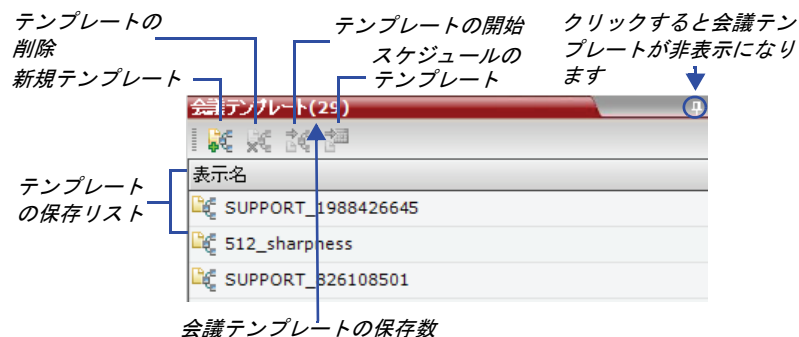 テンプレートの
削除
新規テンプレート
テンプレートの開始
スケジュールの
テンプレート
クリックすると会議テン
プレートが非表示になり
ます
会議テンプレート(29)
表示名
テンプレート
の保存リスト
SUPPORT_1988426645
512_sharpness
SUPPORT_826108501
会議テンプレートの保存数